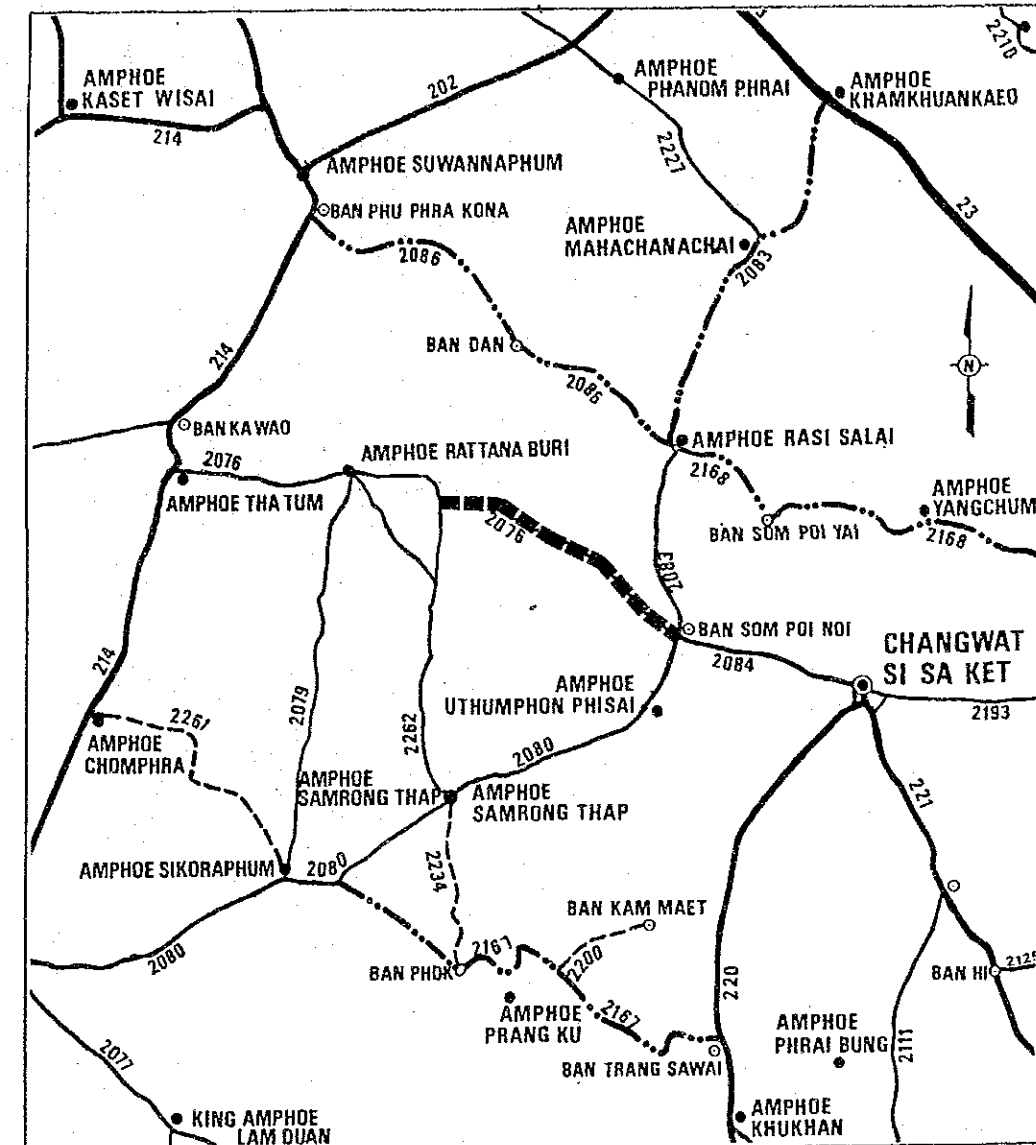 2210
AMPHOE
KASET WISAI
AMPHOE
PHANOM PHRAI
AMPHOE
KHAMKHUANKAEO
202
214
2227
AMPHOE SUWANNAPHUM
BAN PHU PHRA KONA
23
AMPHOE
MAHACHANACHAI
2086
2083
BAN DAN
214
2086
N
BAN KAWAO
AMPHOE RATTANA BURI
AMPHOE RASI SALAI
2076
2168
AMPHOE THA TUM
AMPHOE
YANGCHUM
2076
BAN SOM POI YAI
2168
2083
BAN SOM POI NOI
2084
CHANGWAT
SI SA KET
214
2079
2262
AMPHOE
UTHUMPHON PHISAI
2193
2261
AMPHOE
CHOMPHRA
2080
AMPHOE
SAMRONG THAP
AMPHOE
SAMRONG THAP
221
AMPHOE SIKORAPHUM
2080
2234
BAN KAM MAET
2080
BAN PHOK
2167
2200
220
BAN HI
2125
AMPHOE
PRANG KU
2167
AMPHOE
PHRAI BUNG
2111
BAN TRANG SAWAI
2077
KING AMPHOE
LAM DUAN
AMPHOE
KHUKHAN